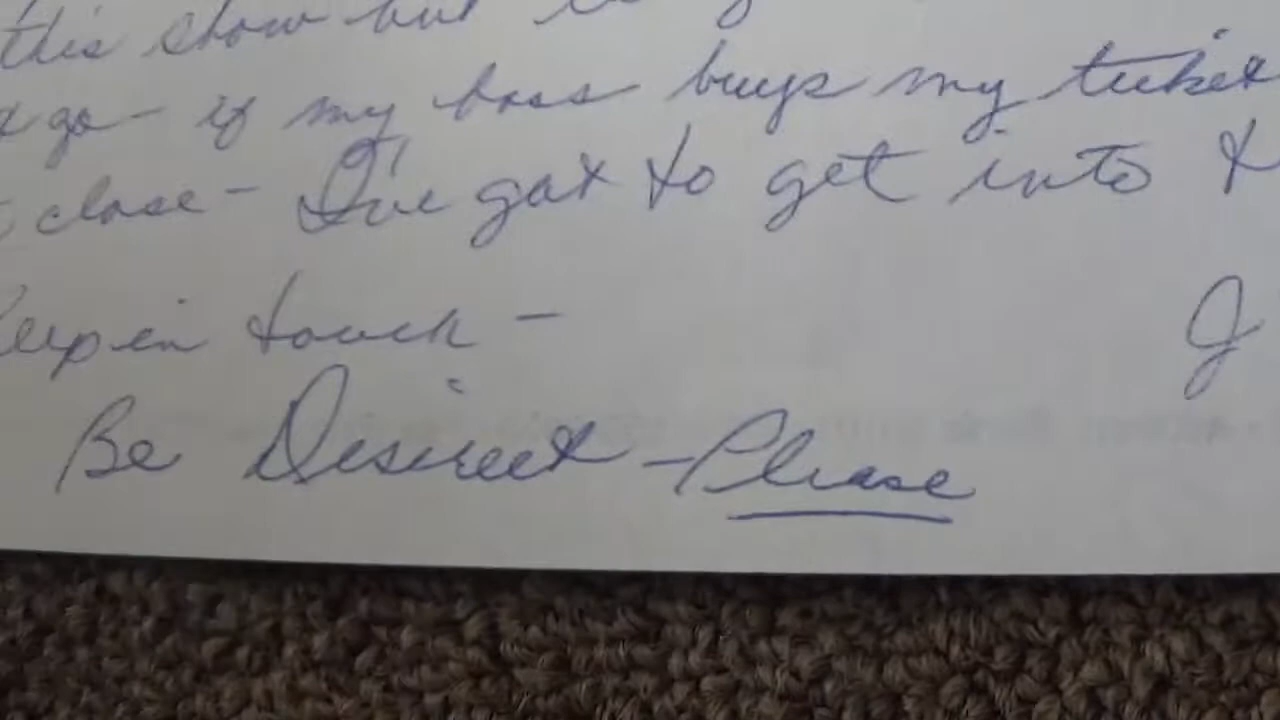 this show but
go - if my boss buys my ticket
close - I've got to get into
Keep in touch - J
Be Desireet - Please